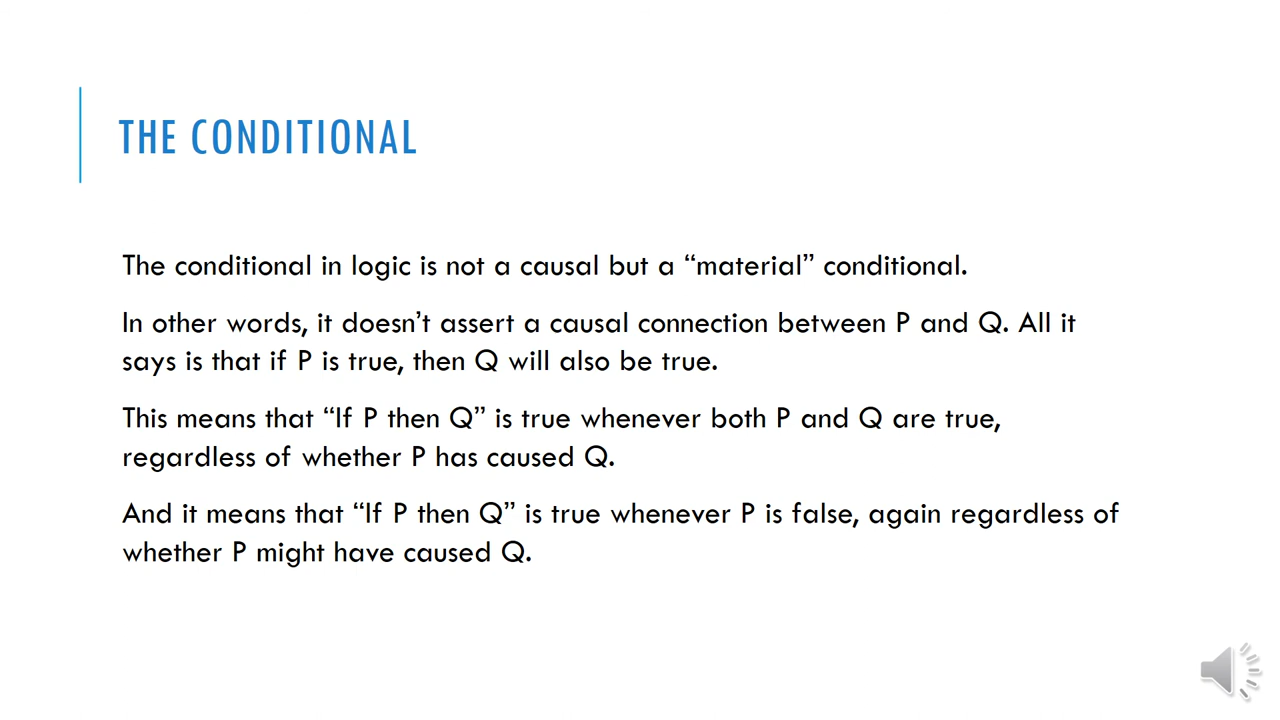 THE CONDITIONAL
The conditional in logic is not a causal but a “material” conditional.
In other words, it doesn’t assert a causal connection between P and Q. All it
says is that if P is true, then Q will also be true.
This means that “If P then Q” is true whenever both P and Q are true,
regardless of whether P has caused Q.
And it means that “If P then Q” is true whenever P is false, again regardless of
whether P might have caused Q.